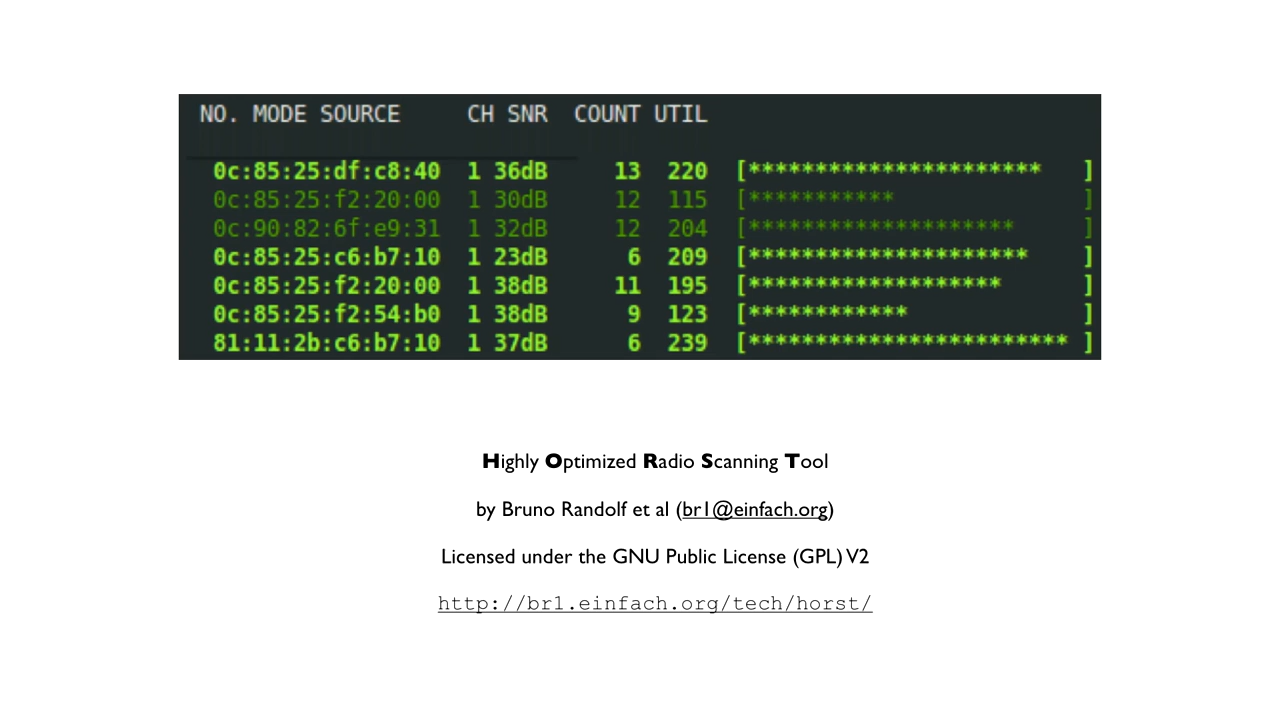 NO. MODE SOURCE CH SNR COUNT UTIL
0c:85:25:df:c8:40 1 36dB 13 220 [**********************   ]
0c:85:25:f2:20:00 1 30dB 12 115 [***********              ]
0c:90:82:6f:e9:31 1 32dB 12 204 [********************     ]
0c:85:25:c6:b7:10 1 23dB 6 209 [*********************    ]
0c:85:25:f2:20:00 1 38dB 11 195 [*******************      ]
0c:85:25:f2:54:b0 1 38dB 9 123 [************             ]
81:11:2b:c6:b7:10 1 37dB 6 239 [************************ ]
Highly Optimized Radio Scanning Tool
by Bruno Randolf et al (br1@einfach.org)
Licensed under the GNU Public License (GPL) V2
http://br1.einfach.org/tech/horst/